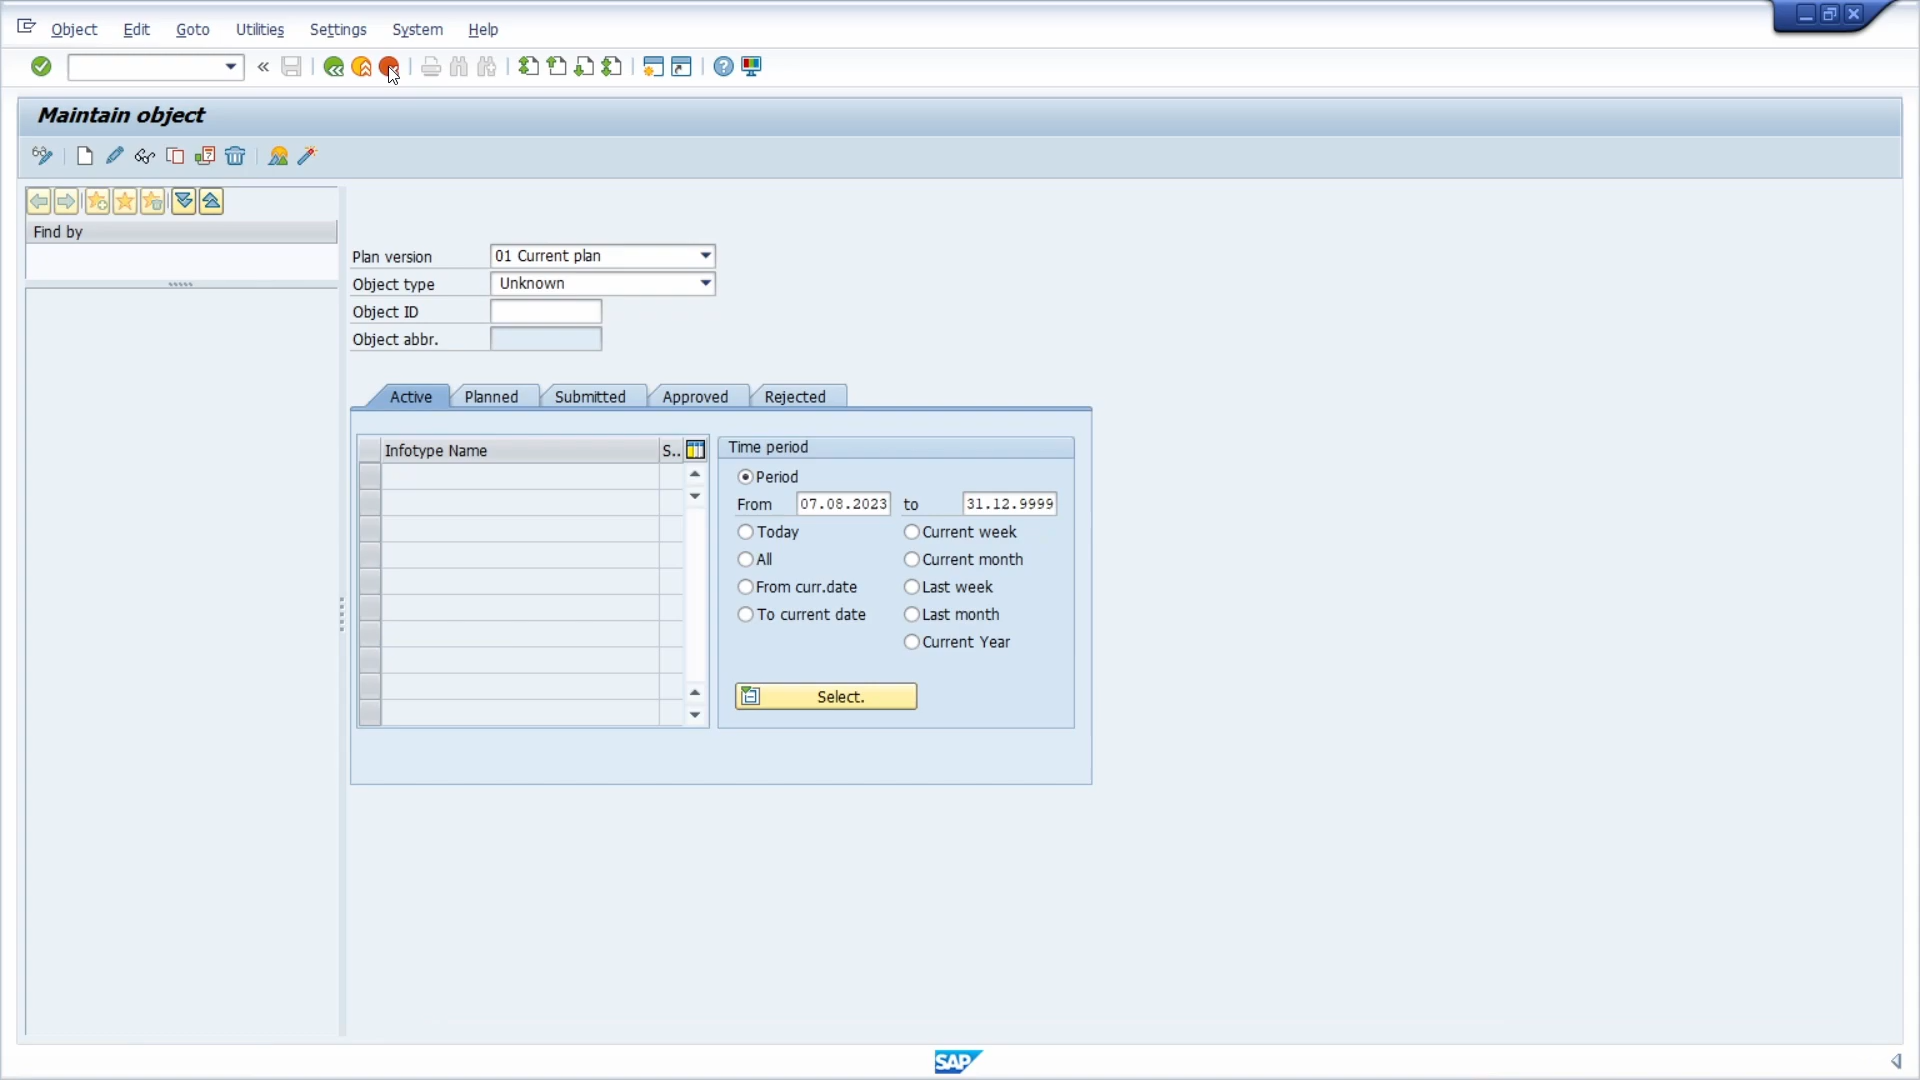 Object Edit Goto Utilities Settings System Help
Maintain object
Find by
Plan version 01 Current plan
Object type Unknown
Object ID
Object abbr.
Active Planned Submitted Approved Rejected
Infotype Name S..
Time period
Period
From 07.08.2023 to 31.12.9999
Today Current week
All Current month
From curr.date Last week
To current date Last month
Current Year
Select.
SAP